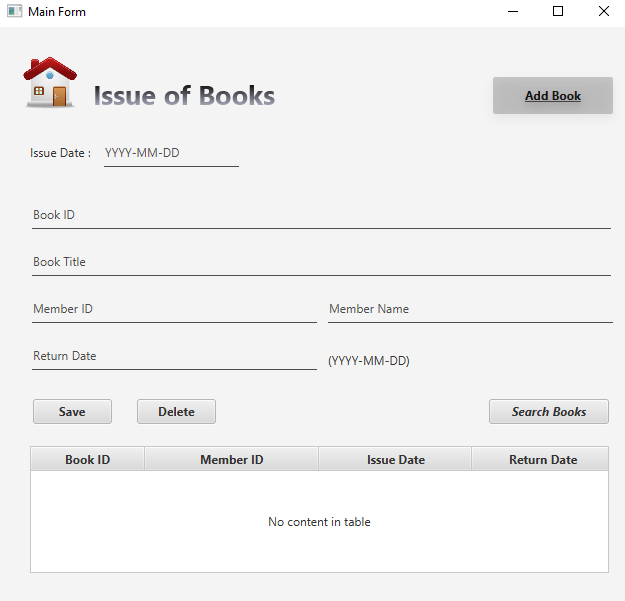 Main Form
Issue of Books
Add Book
Issue Date : YYYY-MM-DD
Book ID
Book Title
Member ID Member Name
Return Date (YYYY-MM-DD)
Save Delete Search Books
Book ID Member ID Issue Date Return Date
No content in table